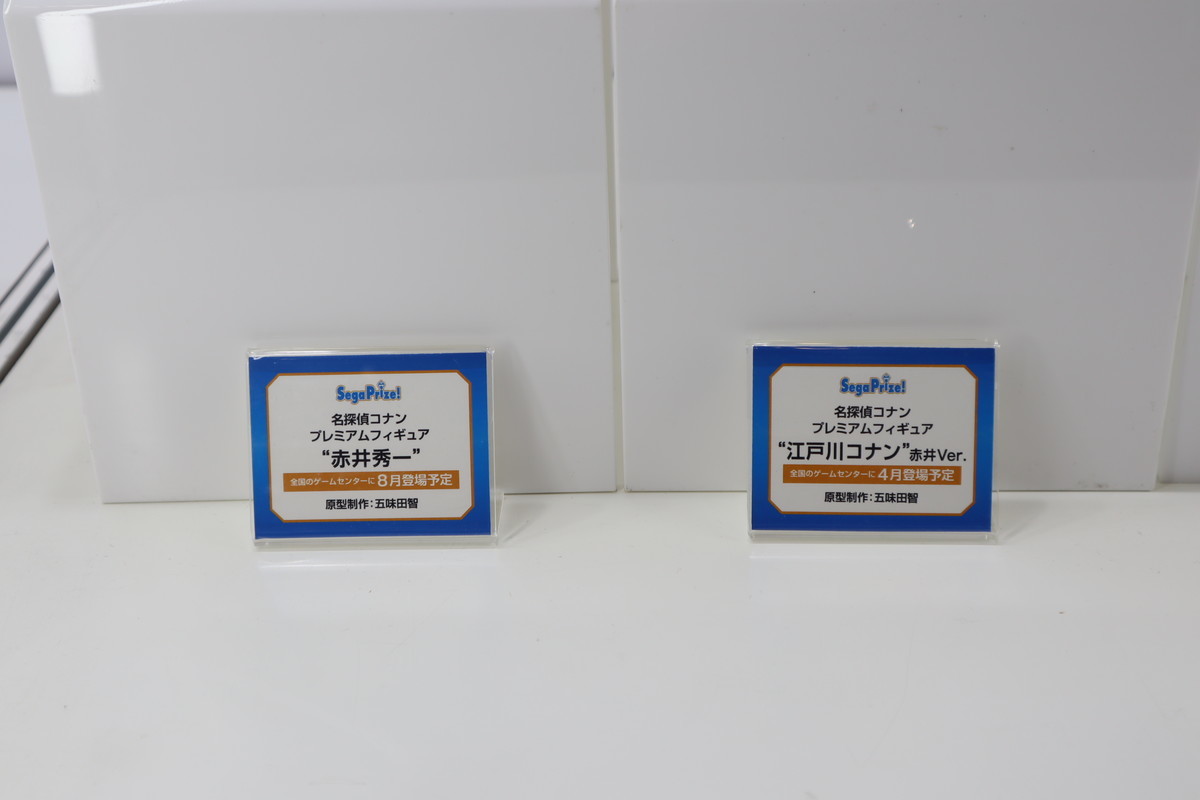 SegaPrize!
名探偵コナン
プレミアムフィギュア
“赤井秀一”
全国のゲームセンターに8月登場予定
原型制作：五味田智
SegaPrize!
名探偵コナン
プレミアムフィギュア
“江戸川コナン”赤井Ver.
全国のゲームセンターに4月登場予定
原型制作：五味田智